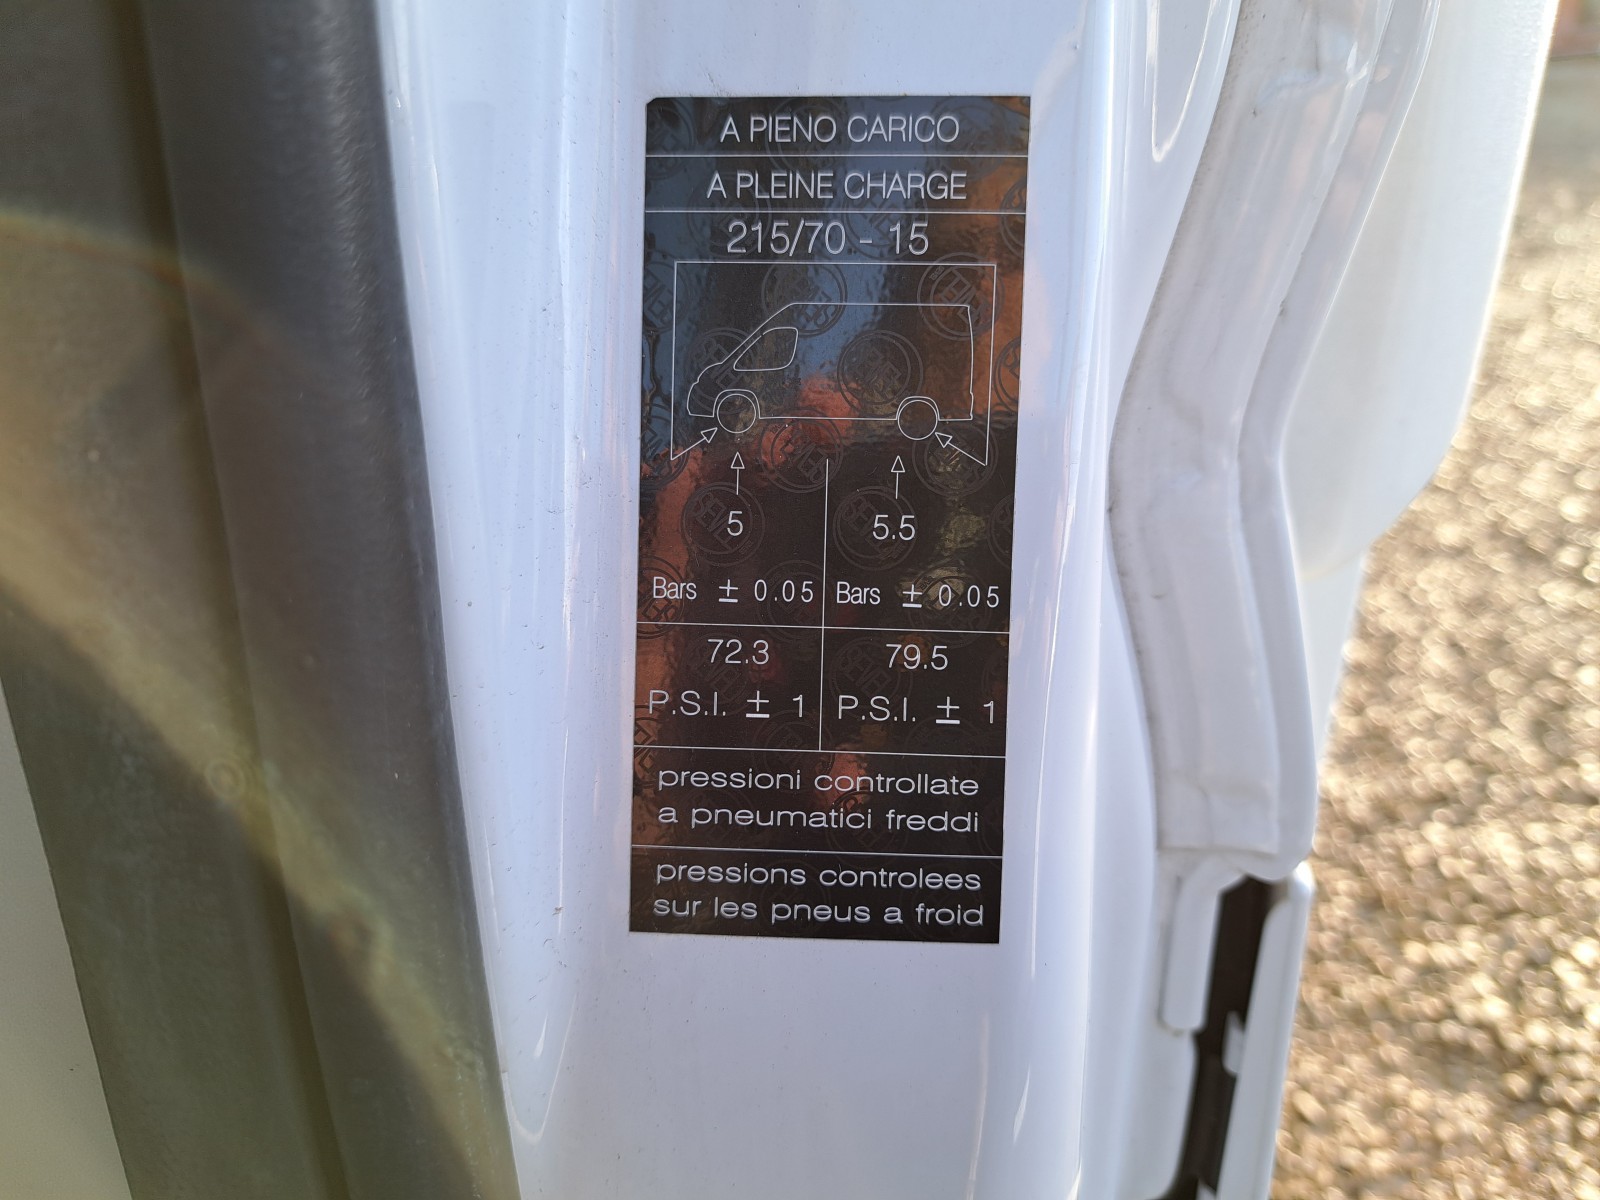 A PIENO CARICO
A PLEINE CHARGE
215/70 - 15
5 5.5
Bars ± 0.05 Bars ± 0.05
72.3 79.5
P.S.I. ± 1 P.S.I. ± 1
pressioni controllate
a pneumatici freddi
pressions controlees
sur les pneus a froid